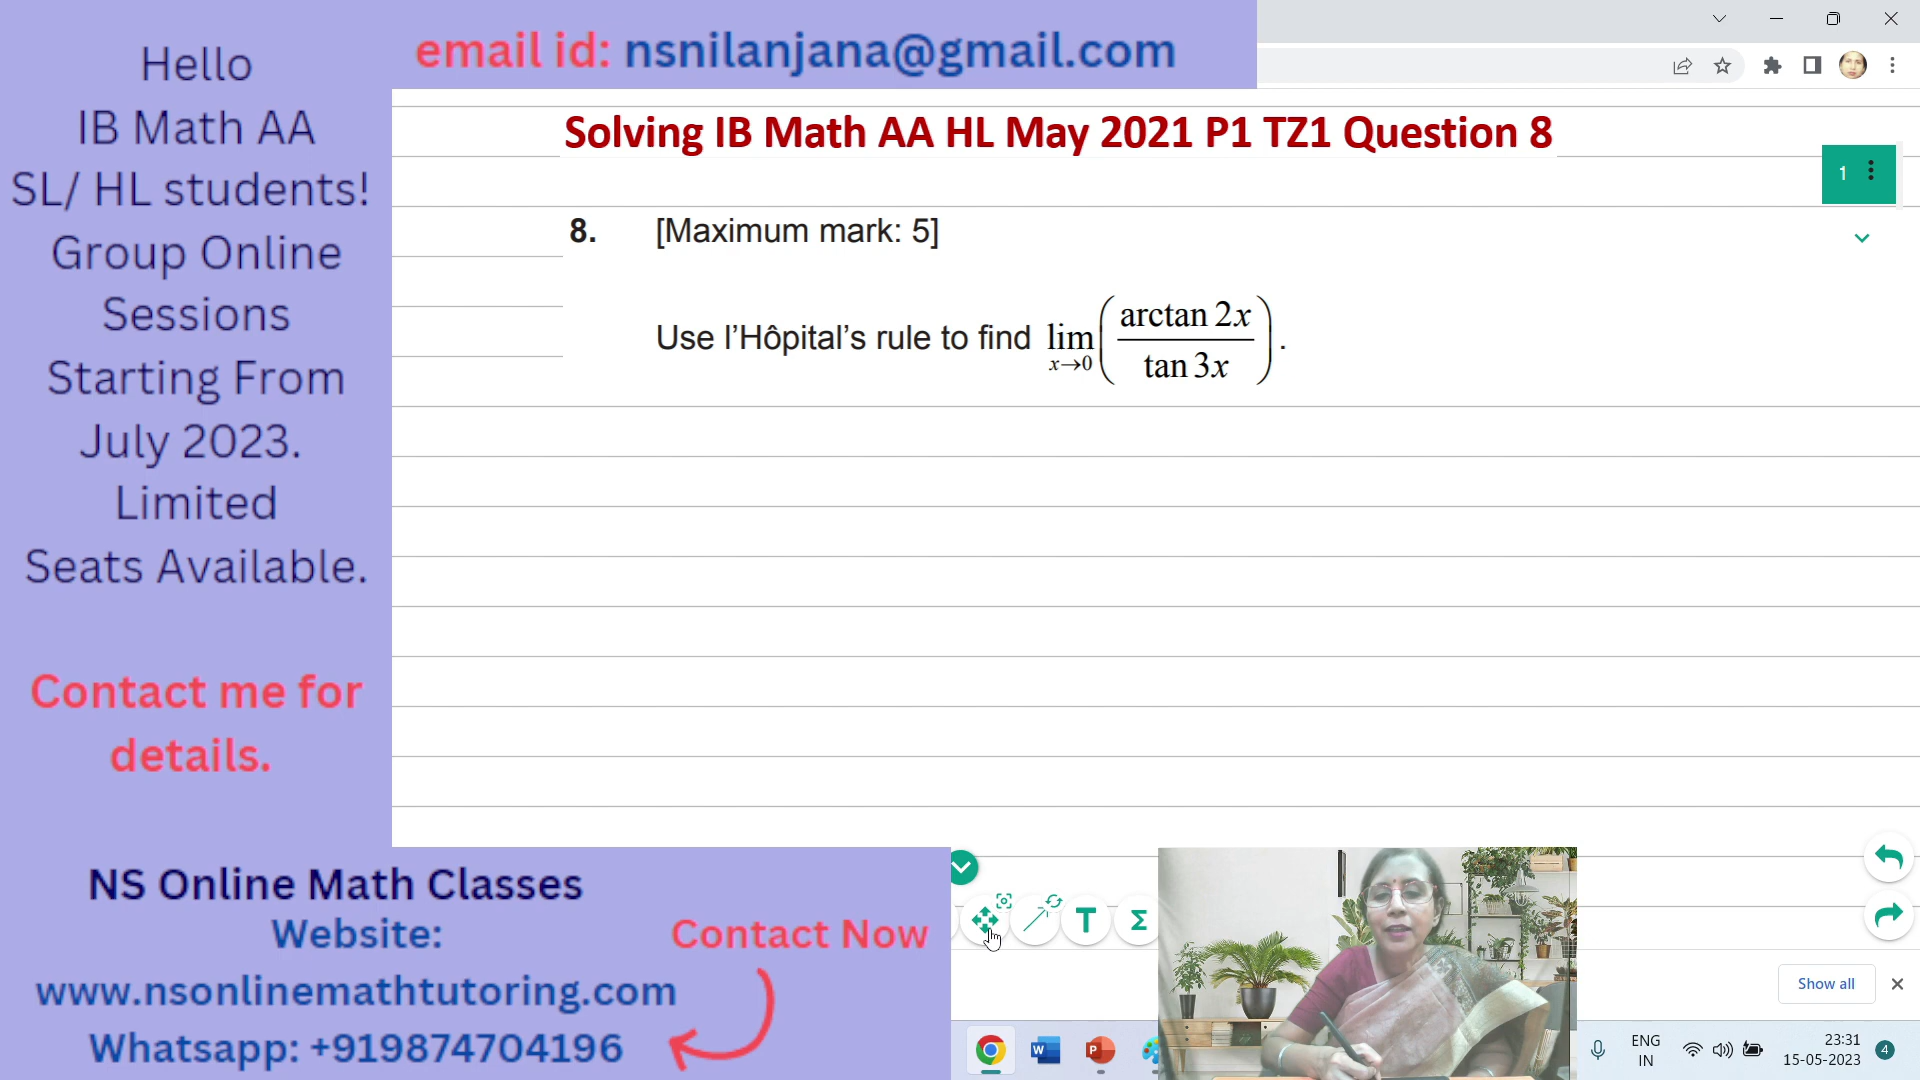 Hello
IB Math AA
SL/ HL students!
Group Online
Sessions
Starting From
July 2023.
Limited
Seats Available.
Contact me for
details.
email id: nsnilanjana@gmail.com
Solving IB Math AA HL May 2021 P1 TZ1 Question 8
1
8. [Maximum mark: 5]
Use l’Hôpital’s rule to find lim x→0 ( arctan 2x / tan 3x ) .
NS Online Math Classes
Website:
www.nsonlinemathtutoring.com
Whatsapp: +919874704196
Contact Now
T Σ
Show all
W P
ENG
IN
23:31
15-05-2023
4